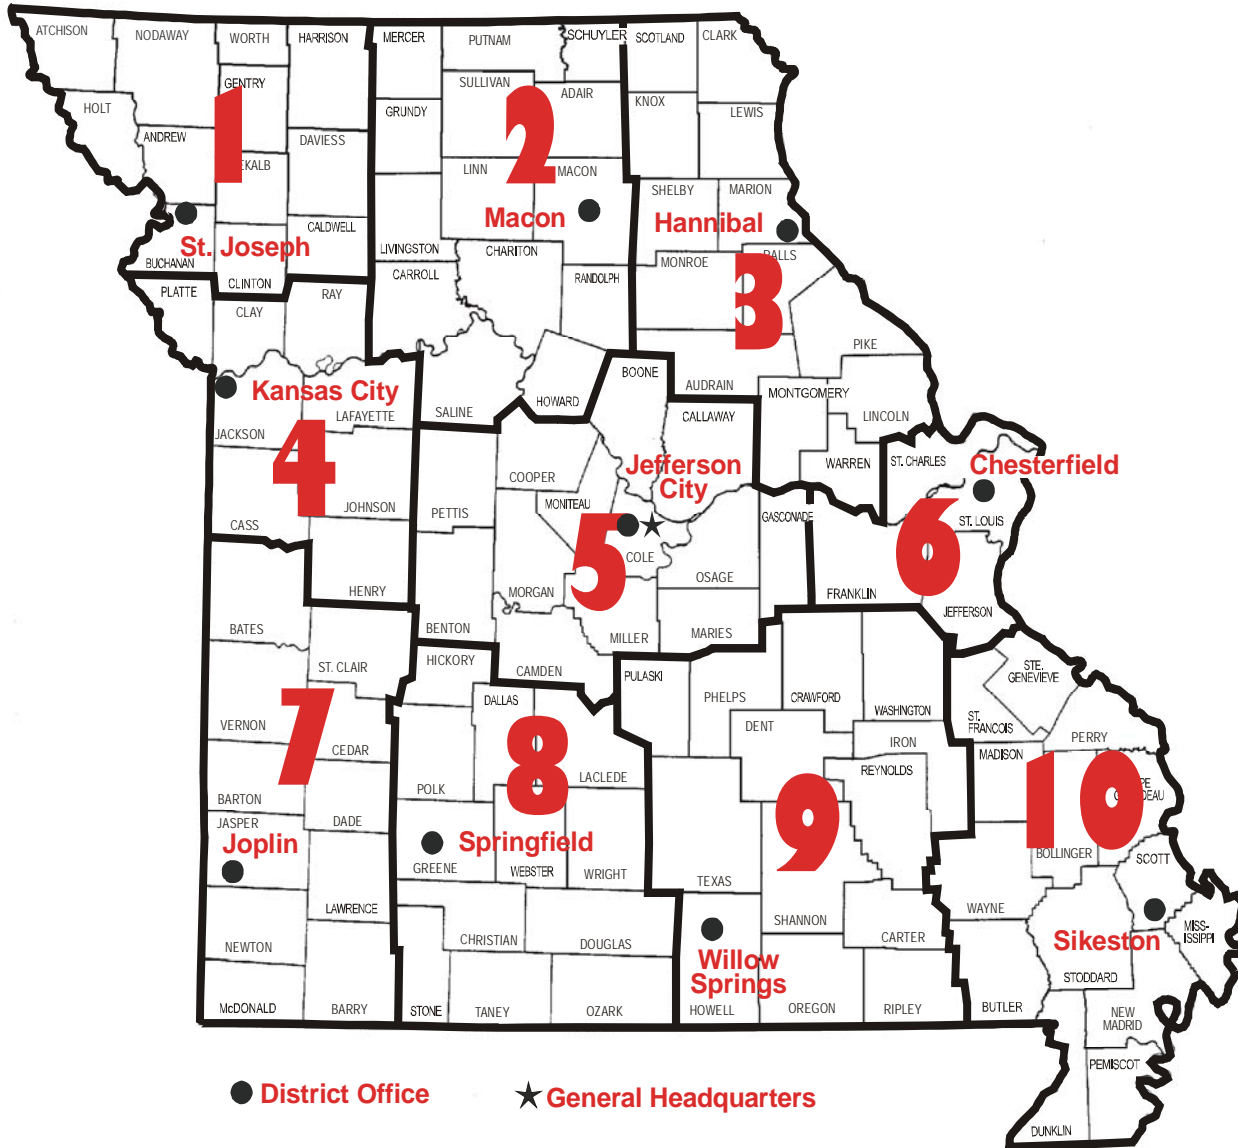 ATCHISON
NODAWAY
WORTH
HARRISON
MERCER
PUTNAM
SCHUYLER
SCOTLAND
CLARK
HOLT
GENTRY
SULLIVAN
ADAIR
KNOX
LEWIS
GRUNDY
1
2
ANDREW
EKALB
DAVIESS
LINN
MACON
SHELBY
MARION
St. Joseph
Macon
Hannibal
CALDWELL
LIVINGSTON
CHARITON
MONROE
RALLS
BUCHANAN
CLINTON
CARROLL
RANDOLPH
3
PLATTE
RAY
CLAY
PIKE
BOONE
AUDRAIN
MONTGOMERY
Kansas City
LAFAYETTE
SALINE
HOWARD
CALLAWAY
LINCOLN
JACKSON
4
COOPER
Jefferson
City
WARREN
ST. CHARLES
Chesterfield
CASS
JOHNSON
PETTIS
MONITEAU
GASCONADE
ST. LOUIS
5
COLE
6
HENRY
MORGAN
OSAGE
FRANKLIN
JEFFERSON
BATES
BENTON
MILLER
MARIES
ST. CLAIR
HICKORY
CAMDEN
PULASKI
PHELPS
CRAWFORD
WASHINGTON
STE.
GENEVIEVE
ST.
FRANCOIS
VERNON
7
CEDAR
DALLAS
8
DENT
IRON
MADISON
PERRY
POLK
LACLEDE
REYNOLDS
10
BARTON
DADE
9
JASPER
Joplin
GREENE
Springfield
WEBSTER
WRIGHT
TEXAS
BOLLINGER
SCOTT
LAWRENCE
SHANNON
CARTER
WAYNE
MISS-
ISSIPPI
NEWTON
CHRISTIAN
DOUGLAS
Willow
Springs
Sikeston
STODDARD
McDONALD
BARRY
STONE
TANEY
OZARK
HOWELL
OREGON
RIPLEY
BUTLER
NEW
MADRID
PEMISCOT
DUNKLIN
District Office
General Headquarters